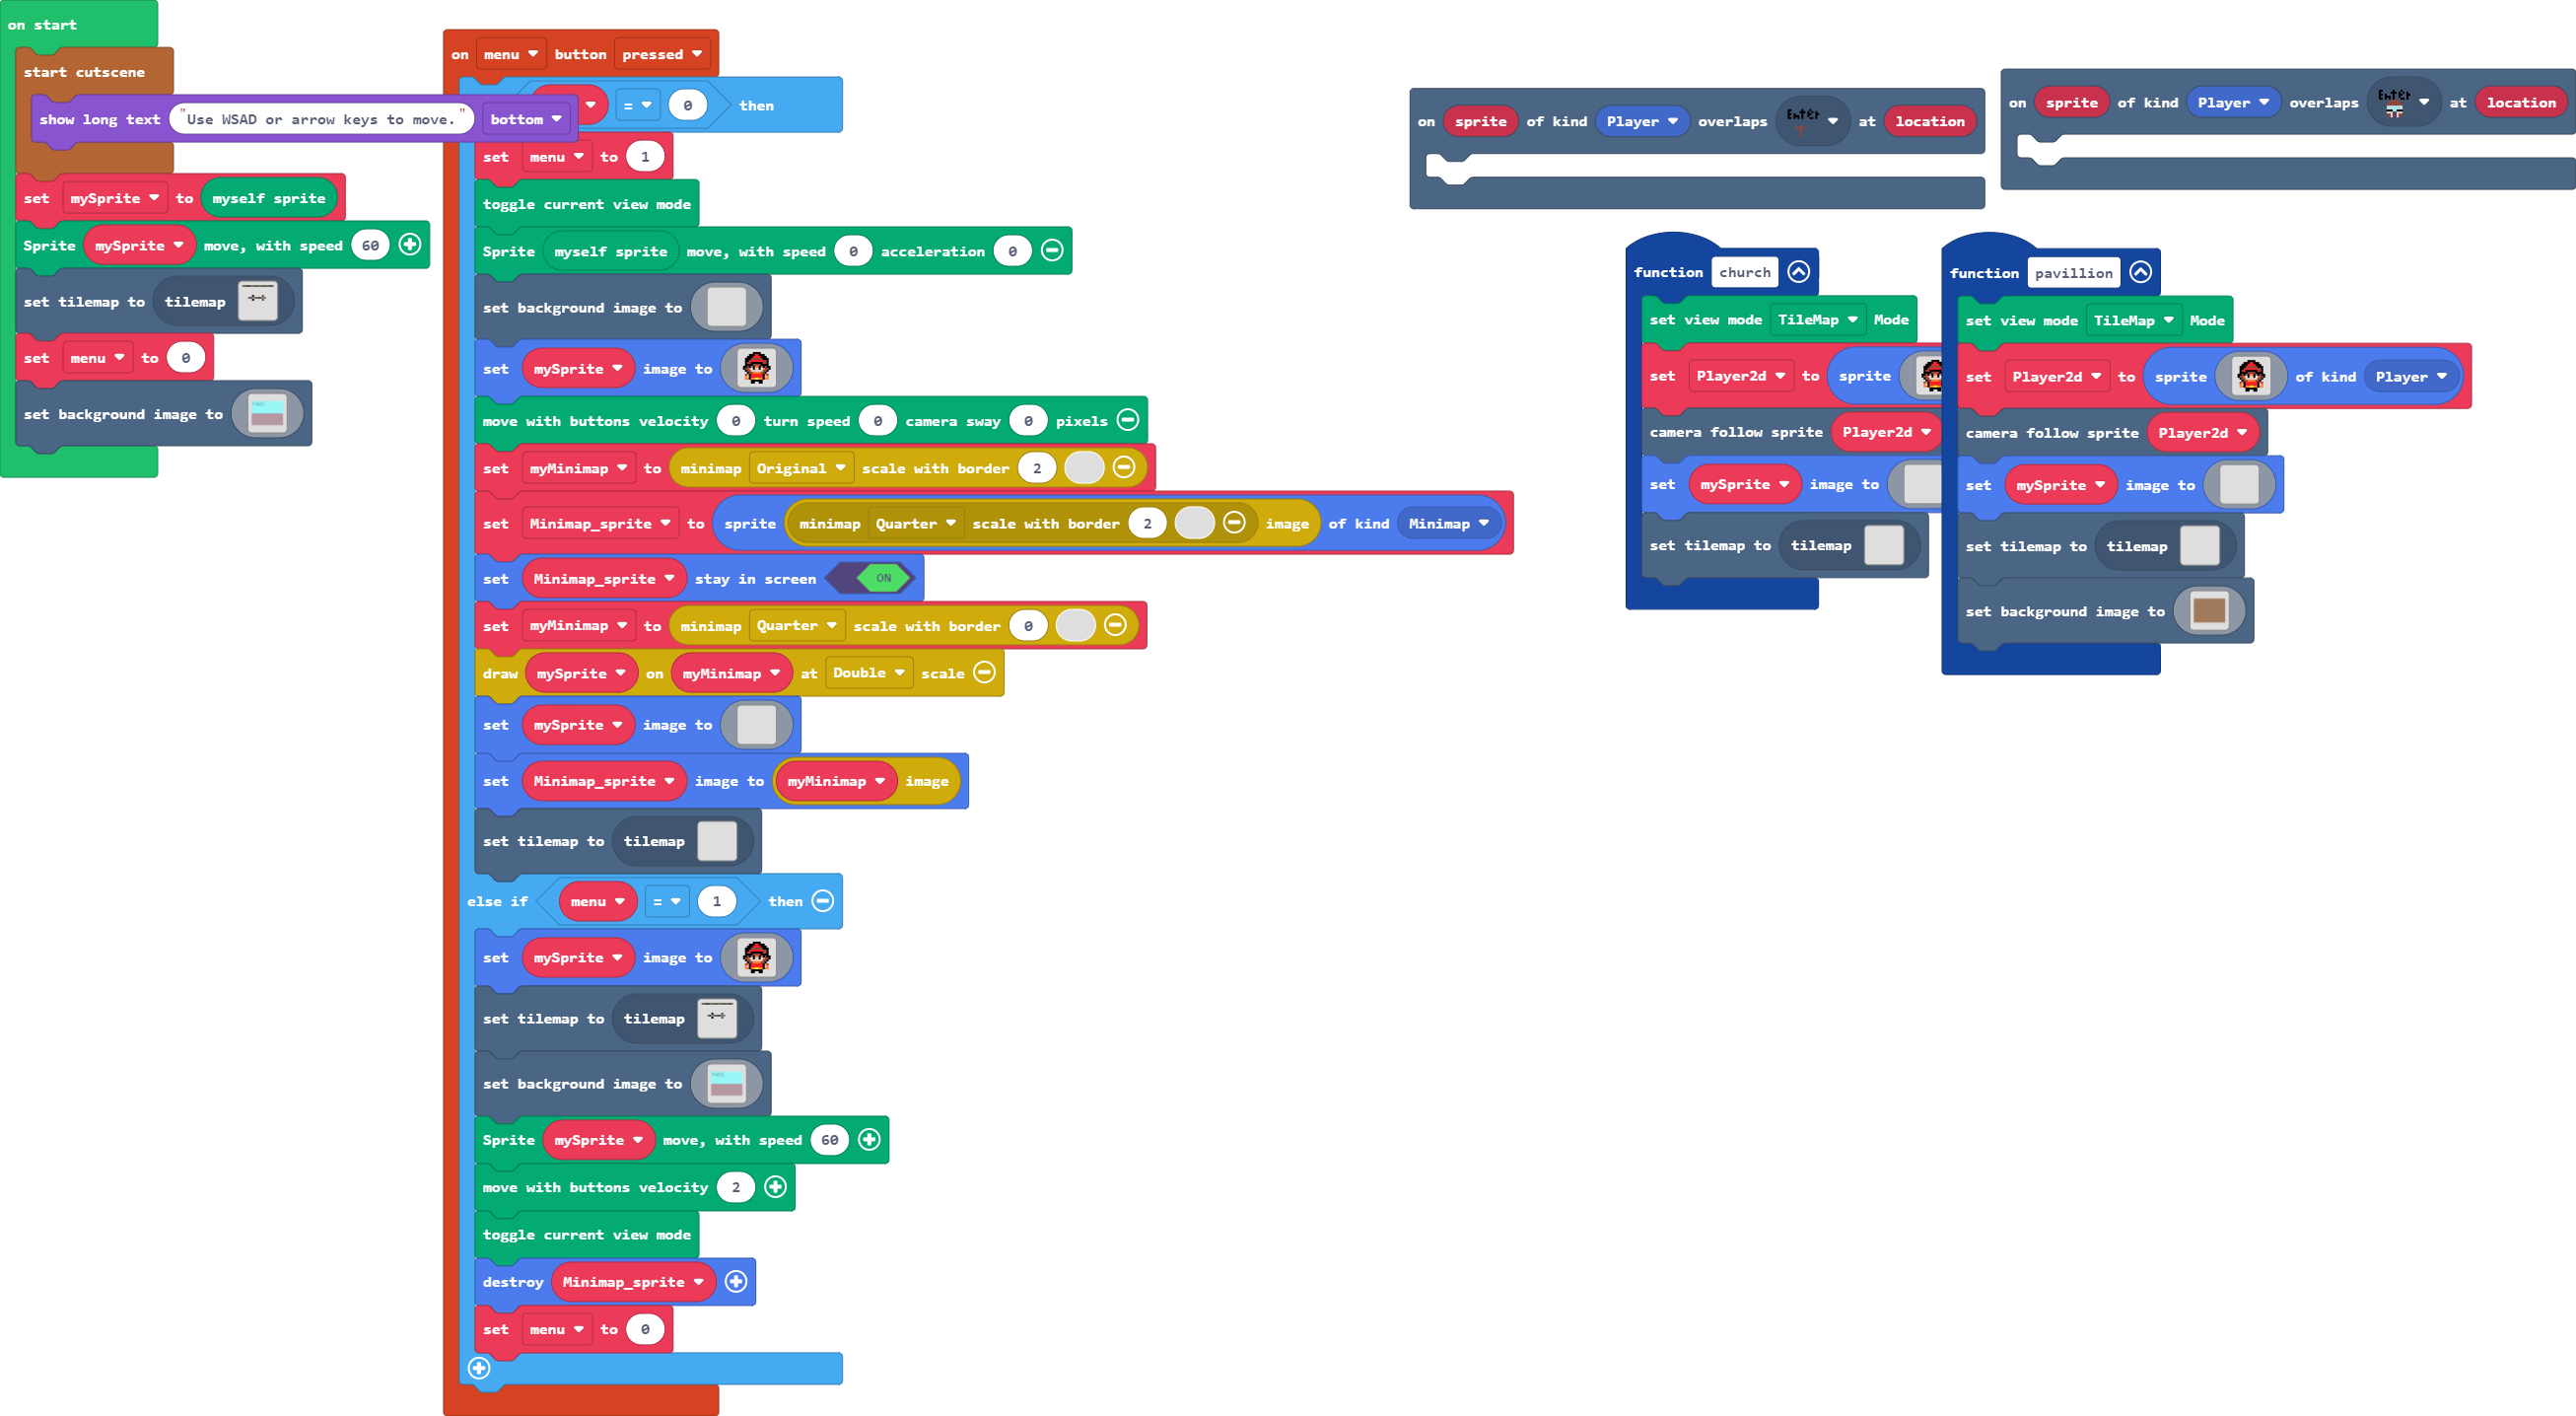 on start
start cutscene
show long text "Use WSAD or arrow keys to move." bottom
set mySprite to myself sprite
Sprite mySprite move, with speed 60
set tilemap to tilemap
set menu to 0
set background image to
on menu button pressed
= 0 then
set menu to 1
toggle current view mode
Sprite myself sprite move, with speed 0 acceleration 0
set background image to
set mySprite image to
move with buttons velocity 0 turn speed 0 camera sway 0 pixels
set myMinimap to minimap Original scale with border 2
set Minimap_sprite to sprite minimap Quarter scale with border 2 image of kind Minimap
set Minimap_sprite stay in screen ON
set myMinimap to minimap Quarter scale with border 0
draw mySprite on myMinimap at Double scale
set mySprite image to
set Minimap_sprite image to myMinimap image
set tilemap to tilemap
else if menu = 1 then
set mySprite image to
set tilemap to tilemap
set background image to
Sprite mySprite move, with speed 60
move with buttons velocity 2
toggle current view mode
destroy Minimap_sprite
set menu to 0
on sprite of kind Player overlaps Enter at location
on sprite of kind Player overlaps Enter at location
function church
set view mode TileMap Mode
set Player2d to sprite
camera follow sprite Player2d
set mySprite image to
set tilemap to tilemap
function pavillion
set view mode TileMap Mode
set Player2d to sprite of kind Player
camera follow sprite Player2d
set mySprite image to
set tilemap to tilemap
set background image to